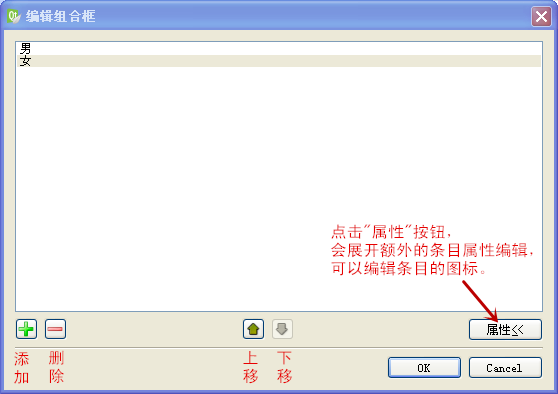 Qt 编辑组合框
男
女
点击"属性"按钮，
会展开额外的条目属性编辑，
可以编辑条目的图标。
属性<<
添加
删除
上移
下移
OK
Cancel